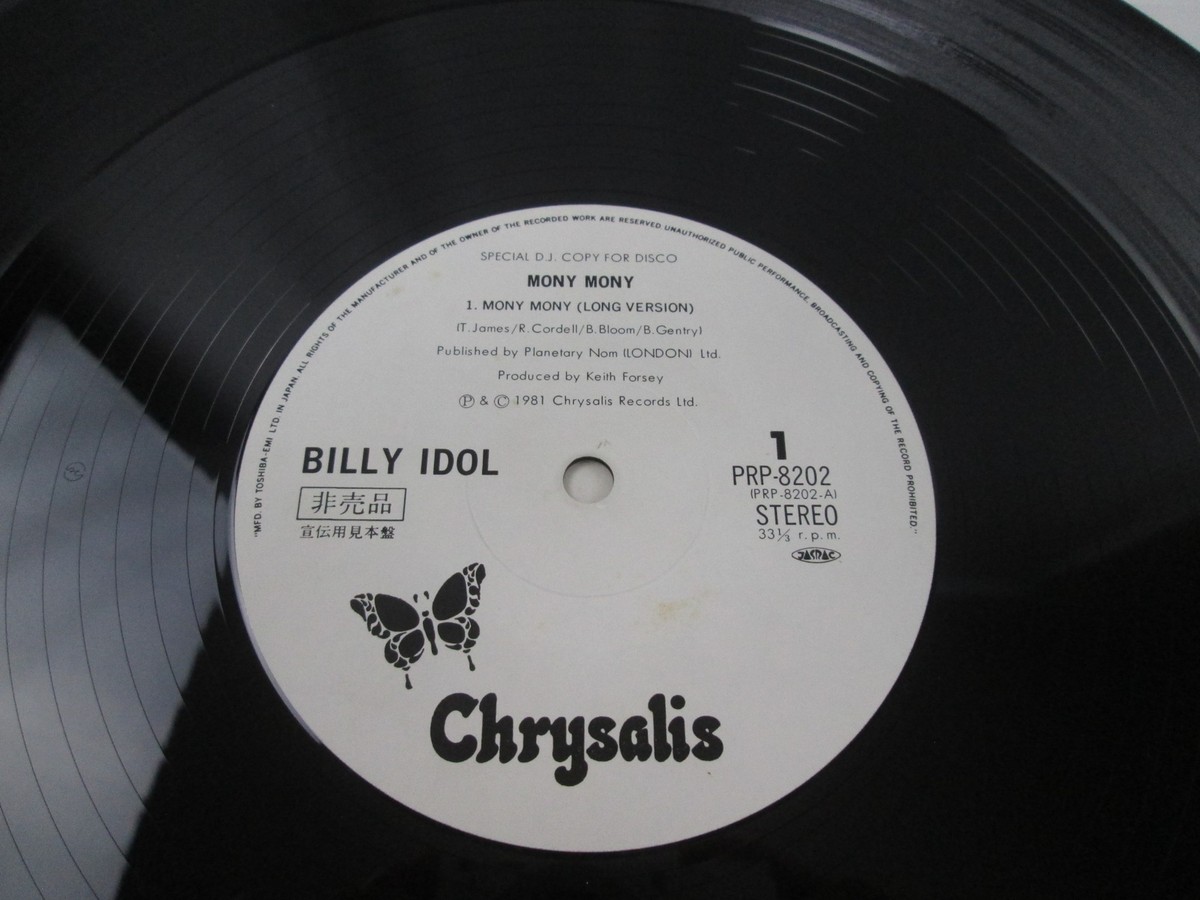 "MFD. BY TOSHIBA-EMI LTD. IN JAPAN. ALL RIGHTS OF THE MANUFACTURER AND OF THE OWNER OF THE RECORDED WORK ARE RESERVED UNAUTHORIZED PUBLIC PERFORMANCE, BROADCASTING AND COPYING OF THE RECORD PROHIBITED."
SPECIAL D.J. COPY FOR DISCO
MONY MONY
1. MONY MONY (LONG VERSION)
(T.James/R.Cordell/B.Bloom/B.Gentry)
Published by Planetary Nom (LONDON) Ltd.
Produced by Keith Forsey
Ⓟ & Ⓒ 1981 Chrysalis Records Ltd.
BILLY IDOL
非売品
宣伝用見本盤
1
PRP-8202
(PRP-8202-A)
STEREO
33⅓ r.p.m.
JASRAC
Chrysalis